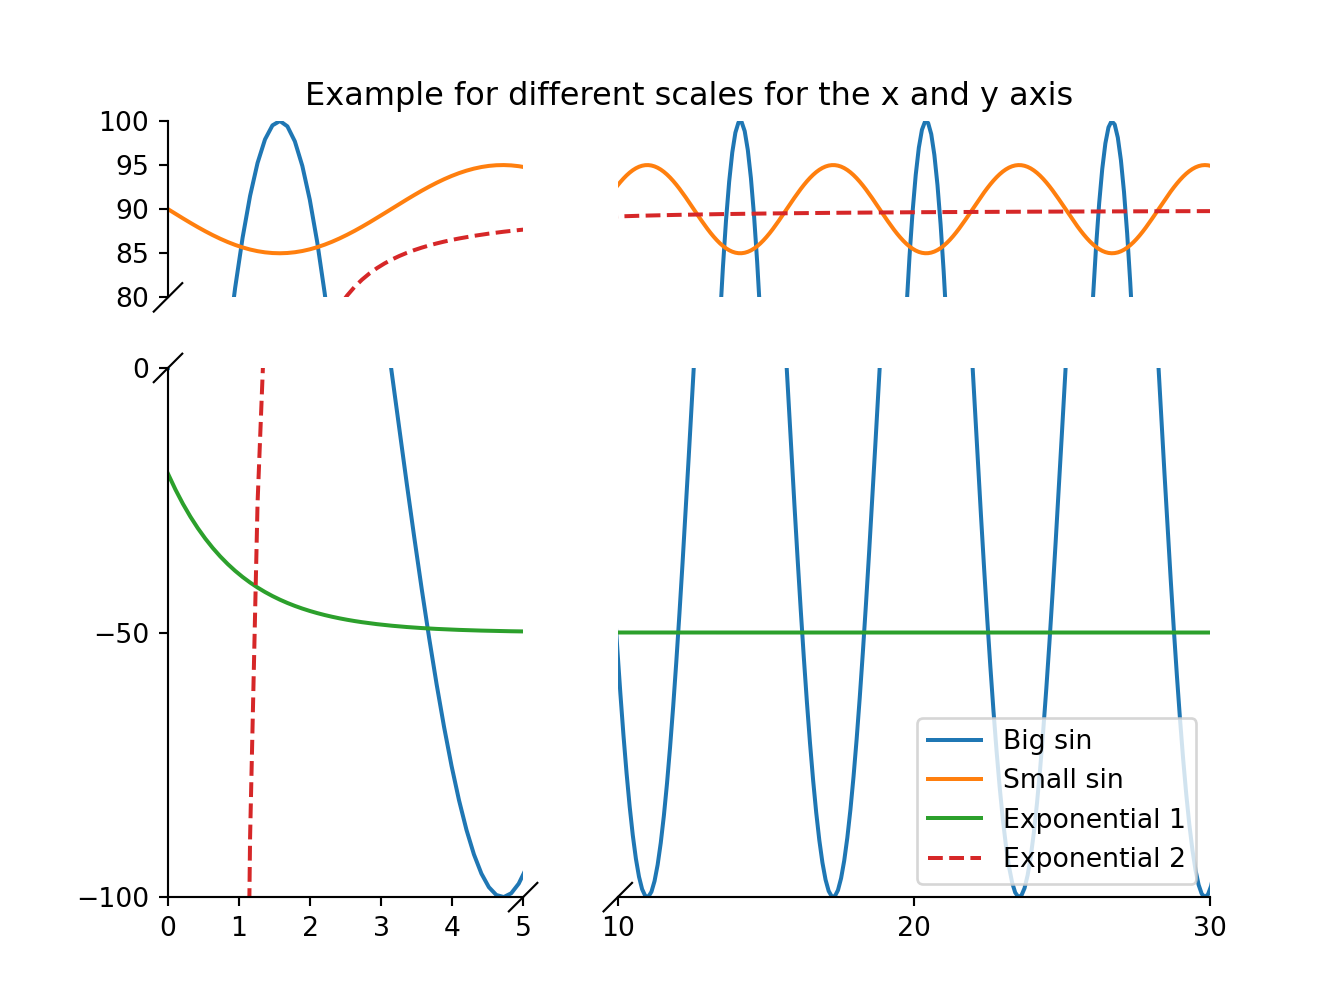 Example for different scales for the x and y axis
100
95
90
85
80
0
−50
−100
0 1 2 3 4 5 10 20 30
Big sin
Small sin
Exponential 1
Exponential 2